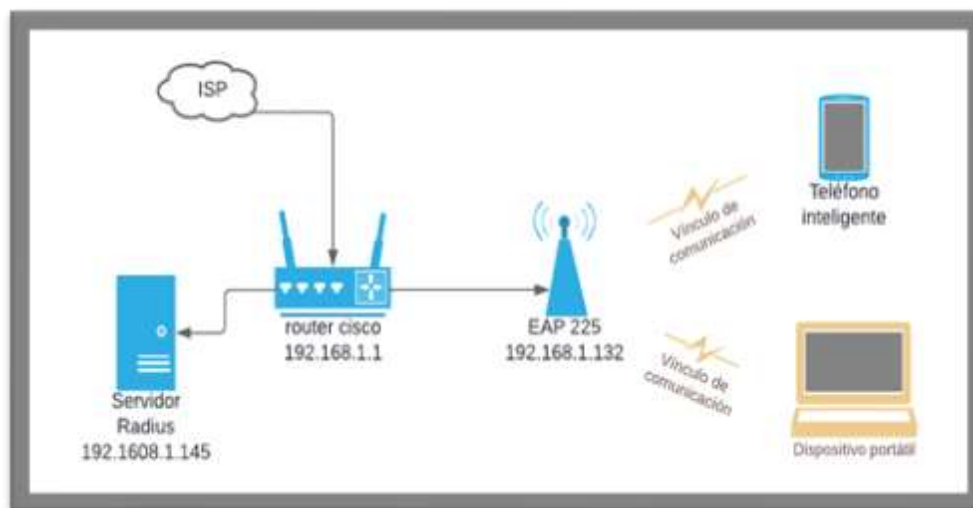 ISP
Teléfono
inteligente
Vínculo de
comunicación
router cisco
192.168.1.1
EAP 225
192.168.1.132
Vínculo de
comunicación
Servidor
Radius
192.1608.1.145
Dispositivo portátil